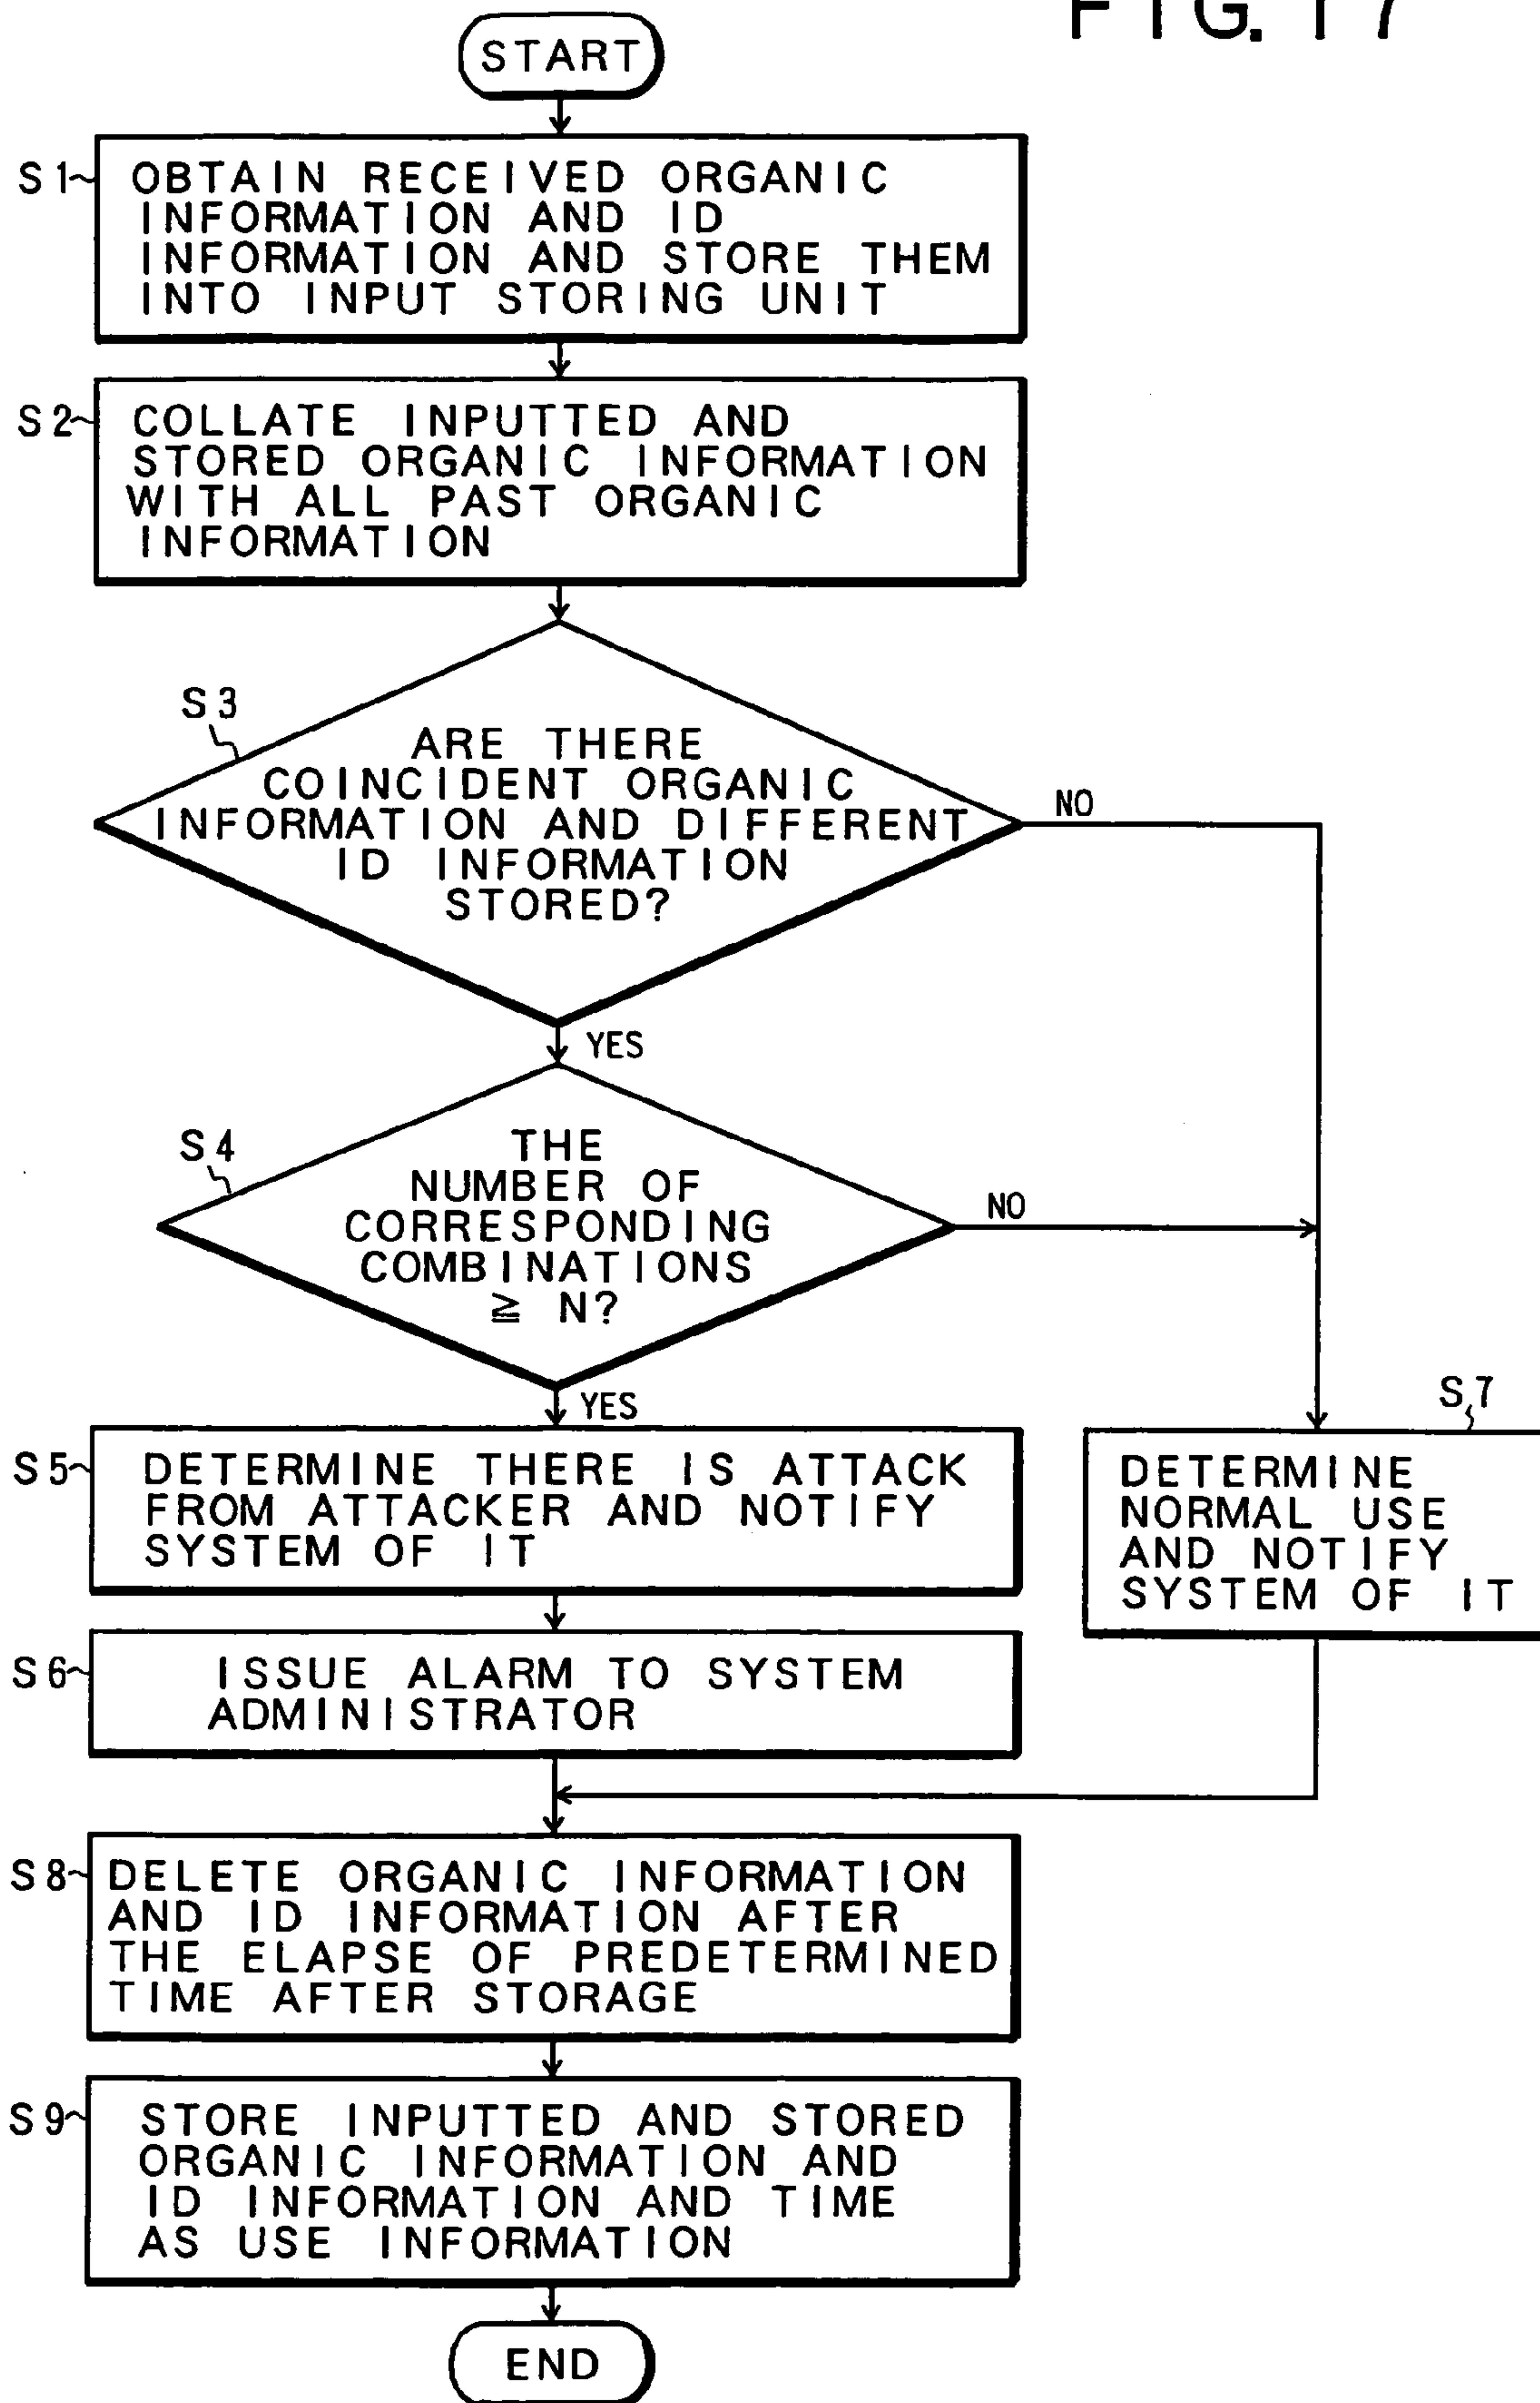 FIG. 17
START
S1
OBTAIN RECEIVED ORGANIC
INFORMATION AND ID
INFORMATION AND STORE THEM
INTO INPUT STORING UNIT
S2
COLLATE INPUTTED AND
STORED ORGANIC INFORMATION
WITH ALL PAST ORGANIC
INFORMATION
S3
ARE THERE
COINCIDENT ORGANIC
INFORMATION AND DIFFERENT
ID INFORMATION
STORED?
NO
YES
S4
THE
NUMBER OF
CORRESPONDING
COMBINATIONS
≧ N?
NO
YES
S5
DETERMINE THERE IS ATTACK
FROM ATTACKER AND NOTIFY
SYSTEM OF IT
S7
DETERMINE
NORMAL USE
AND NOTIFY
SYSTEM OF IT
S6
ISSUE ALARM TO SYSTEM
ADMINISTRATOR
S8
DELETE ORGANIC INFORMATION
AND ID INFORMATION AFTER
THE ELAPSE OF PREDETERMINED
TIME AFTER STORAGE
S9
STORE INPUTTED AND STORED
ORGANIC INFORMATION AND
ID INFORMATION AND TIME
AS USE INFORMATION
END